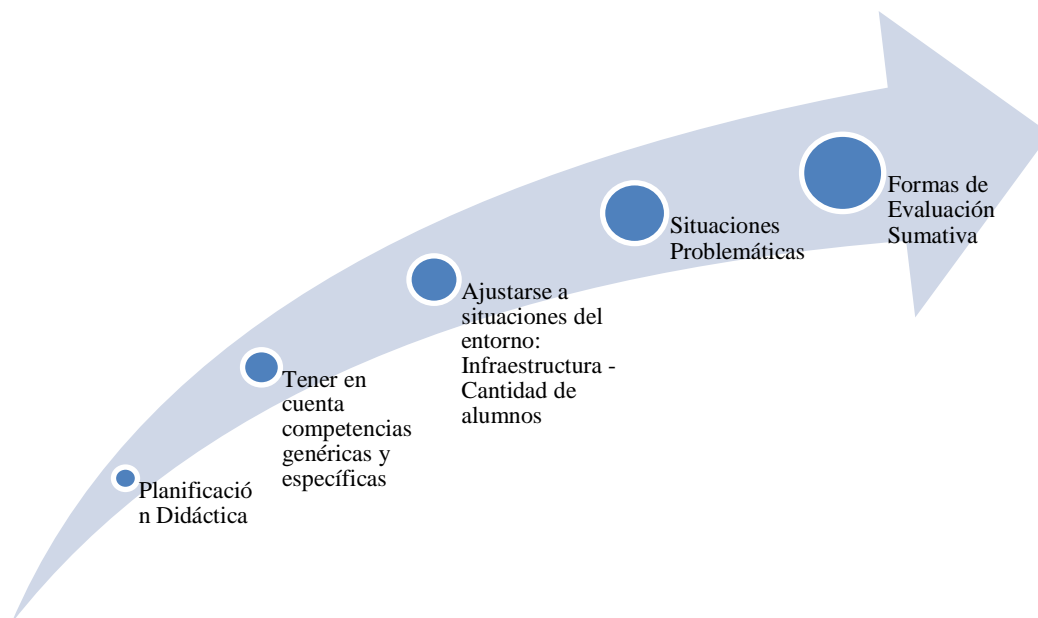 Planificació
n Didáctica
Tener en
cuenta
competencias
genéricas y
específicas
Ajustarse a
situaciones del
entorno:
Infraestructura -
Cantidad de
alumnos
Situaciones
Problemáticas
Formas de
Evaluación
Sumativa